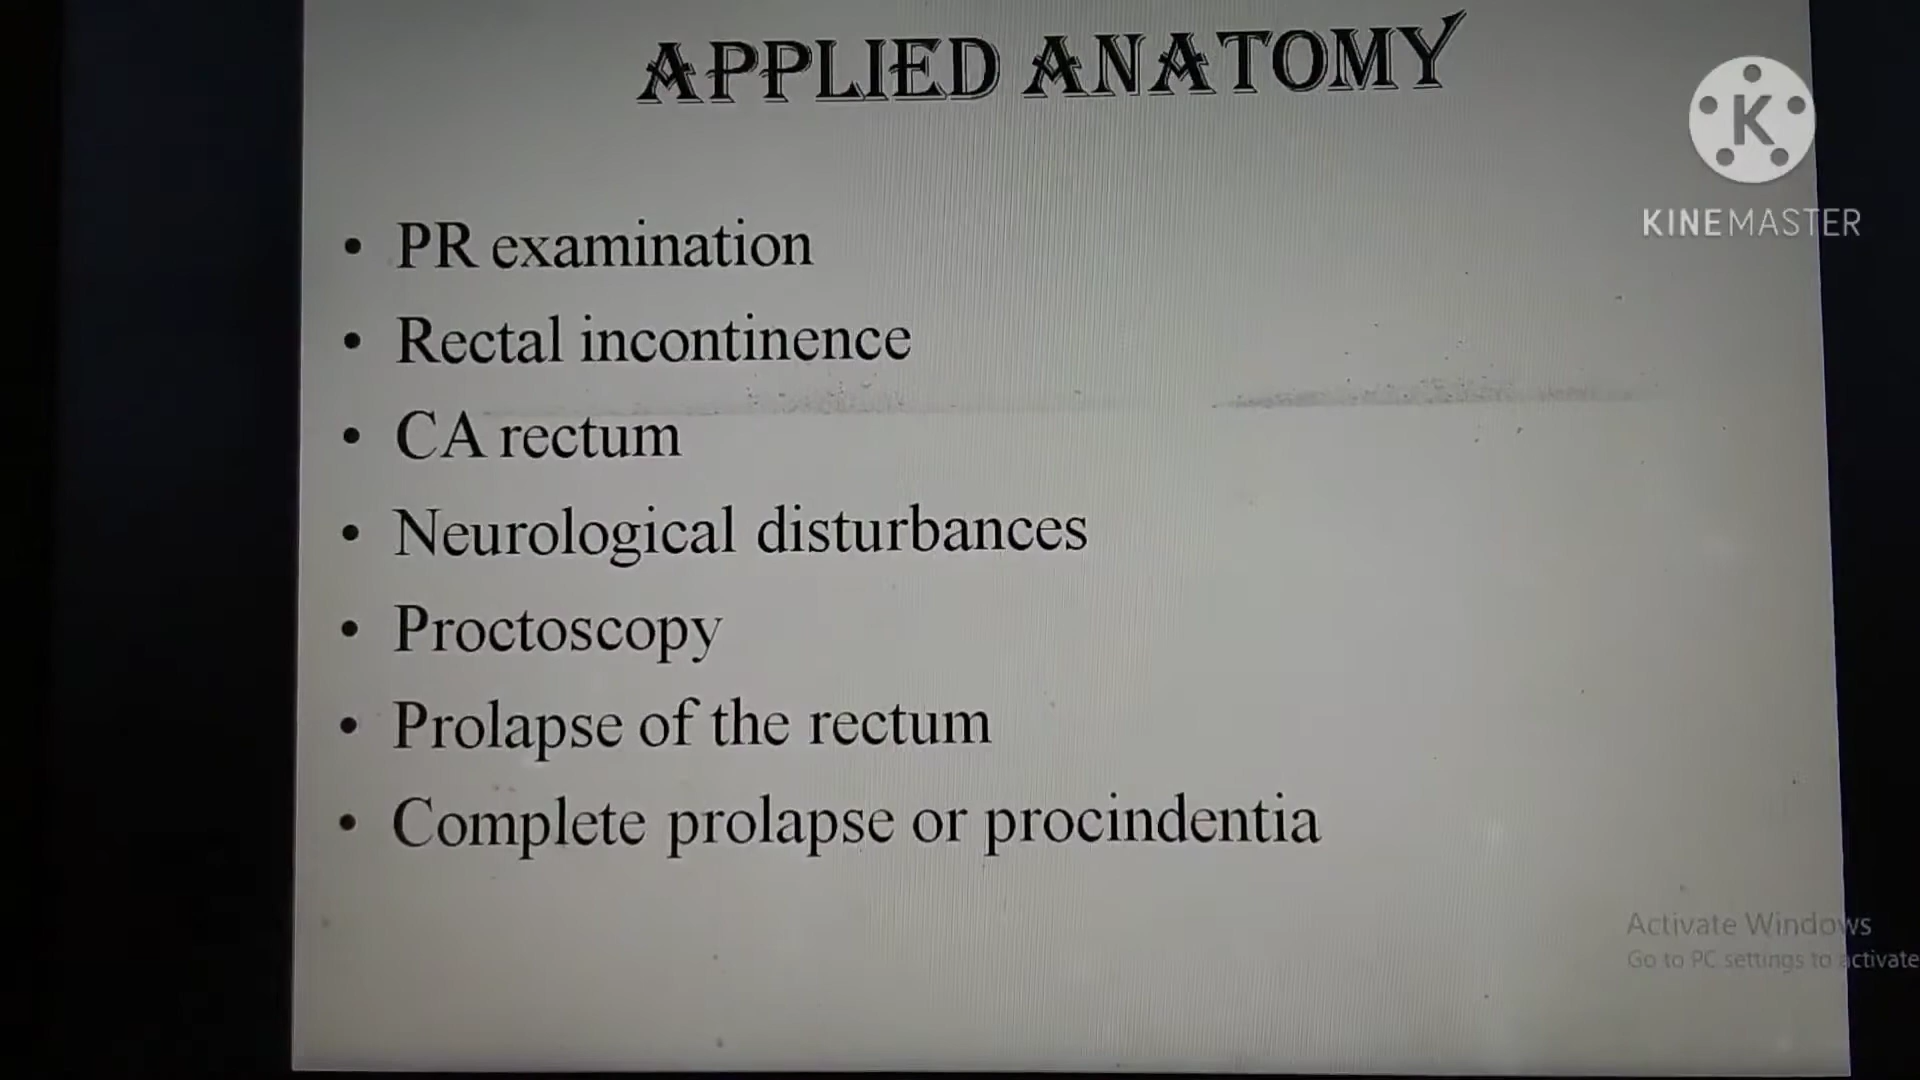 APPLIED ANATOMY
K
KINEMASTER
• PR examination
• Rectal incontinence
• CA rectum
• Neurological disturbances
• Proctoscopy
• Prolapse of the rectum
• Complete prolapse or procindentia
Activate Windows
Go to PC settings to activate